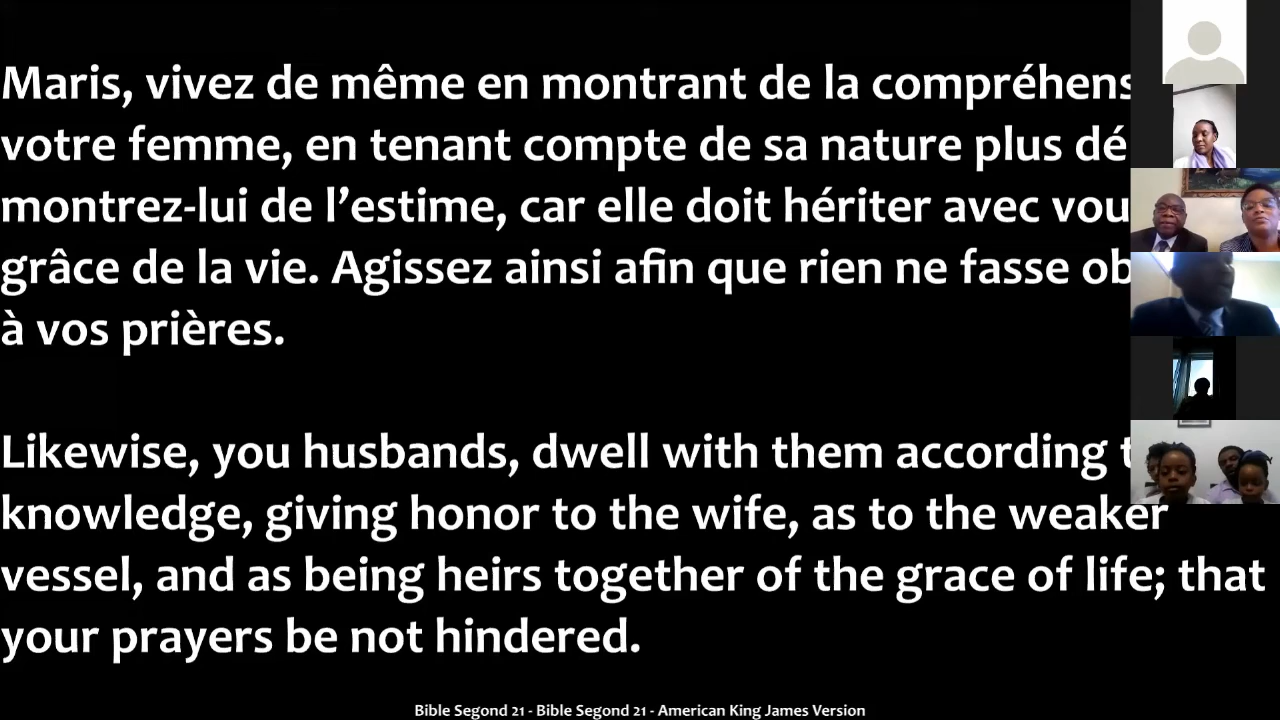 Maris, vivez de même en montrant de la
votre femme, en tenant compte de sa nature plus
montrez-lui de l’estime, car elle doit hériter avec
grâce de la vie. Agissez ainsi afin que rien ne fasse
à vos prières.
Likewise, you husbands, dwell with them according
knowledge, giving honor to the wife, as to the weaker
vessel, and as being heirs together of the grace of life; that
your prayers be not hindered.
Bible Segond 21 - Bible Segond 21 - American King James Version